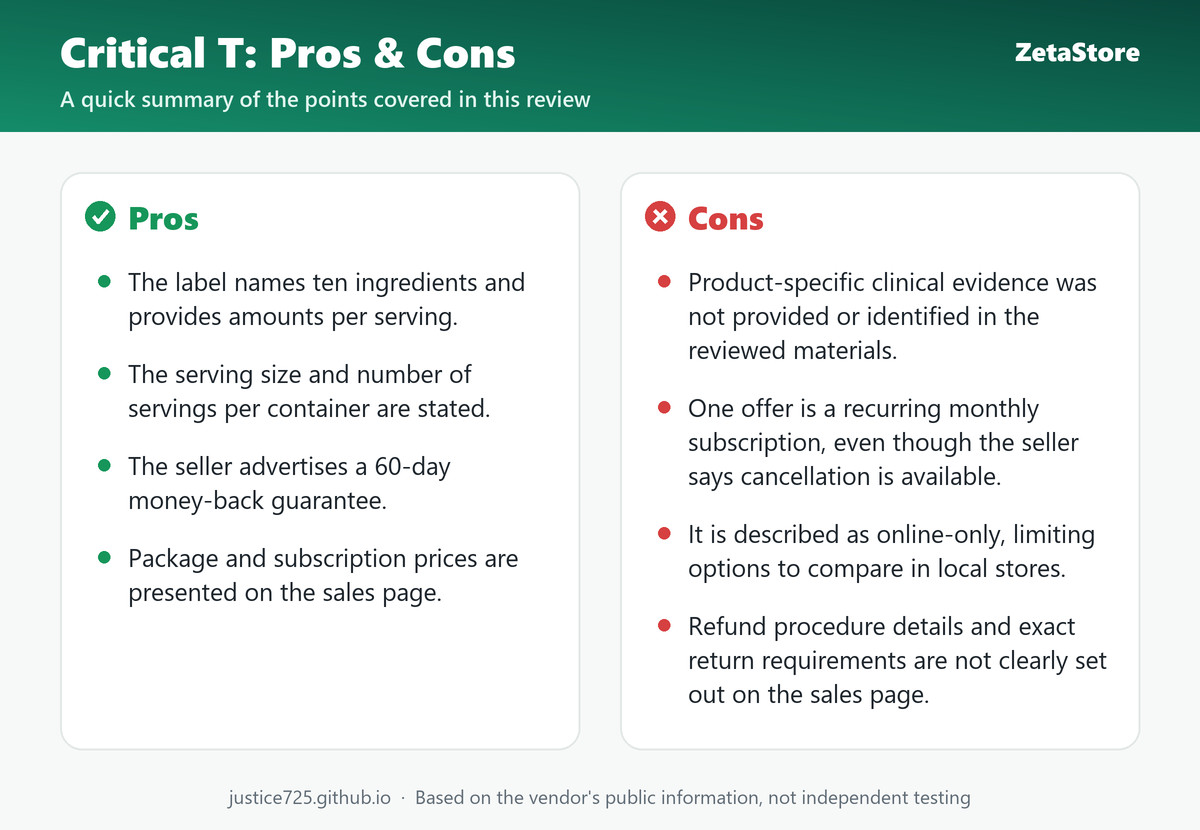 Critical T: Pros & Cons
ZetaStore
A quick summary of the points covered in this review
Pros
The label names ten ingredients and
provides amounts per serving.
The serving size and number of
servings per container are stated.
The seller advertises a 60-day
money-back guarantee.
Package and subscription prices are
presented on the sales page.
Cons
Product-specific clinical evidence was
not provided or identified in the
reviewed materials.
One offer is a recurring monthly
subscription, even though the seller
says cancellation is available.
It is described as online-only, limiting
options to compare in local stores.
Refund procedure details and exact
return requirements are not clearly set
out on the sales page.
justice725.github.io · Based on the vendor's public information, not independent testing